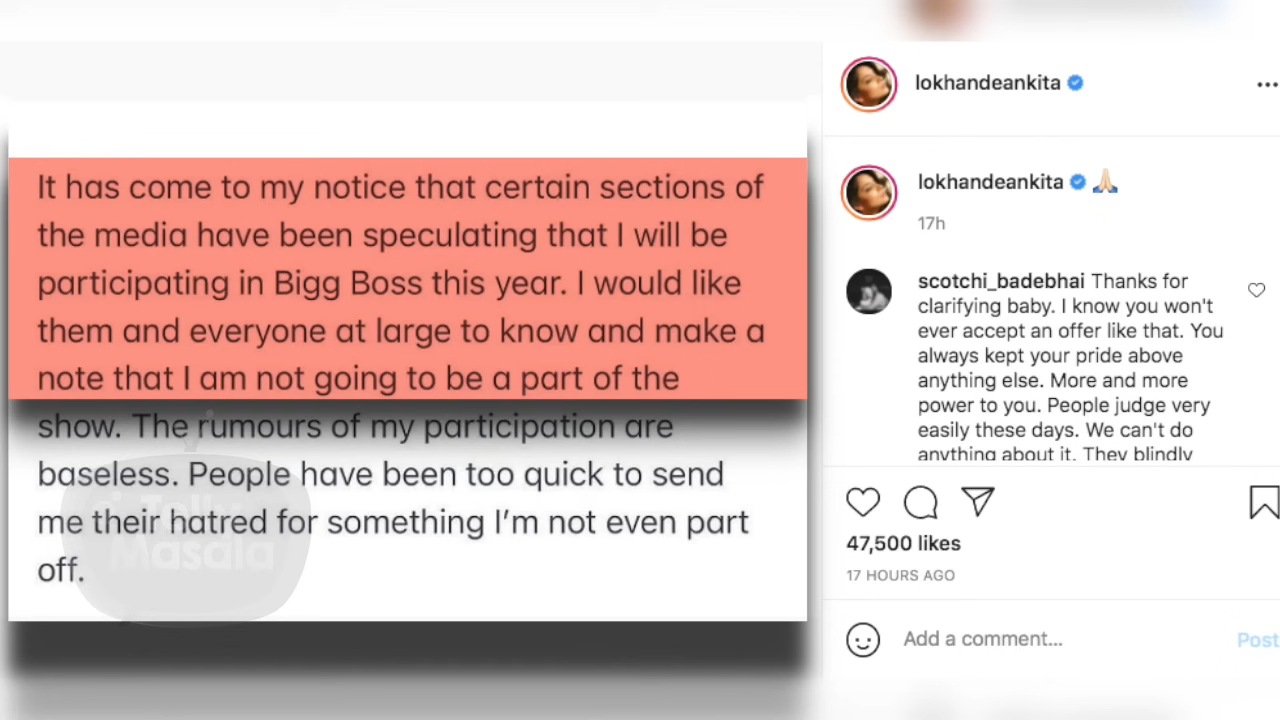 It has come to my notice that certain sections of
the media have been speculating that I will be
participating in Bigg Boss this year. I would like
them and everyone at large to know and make a
note that I am not going to be a part of the
show. The rumours of my participation are
baseless. People have been too quick to send
me their hatred for something I'm not even part
off.
Telly
Masala
lokhandeankita
lokhandeankita 🙏🏻
17h
scotchi_badebhai Thanks for
clarifying baby. I know you won't
ever accept an offer like that. You
always kept your pride above
anything else. More and more
power to you. People judge very
easily these days. We can't do
anything about it. They blindly
47,500 likes
17 HOURS AGO
Add a comment...
Post